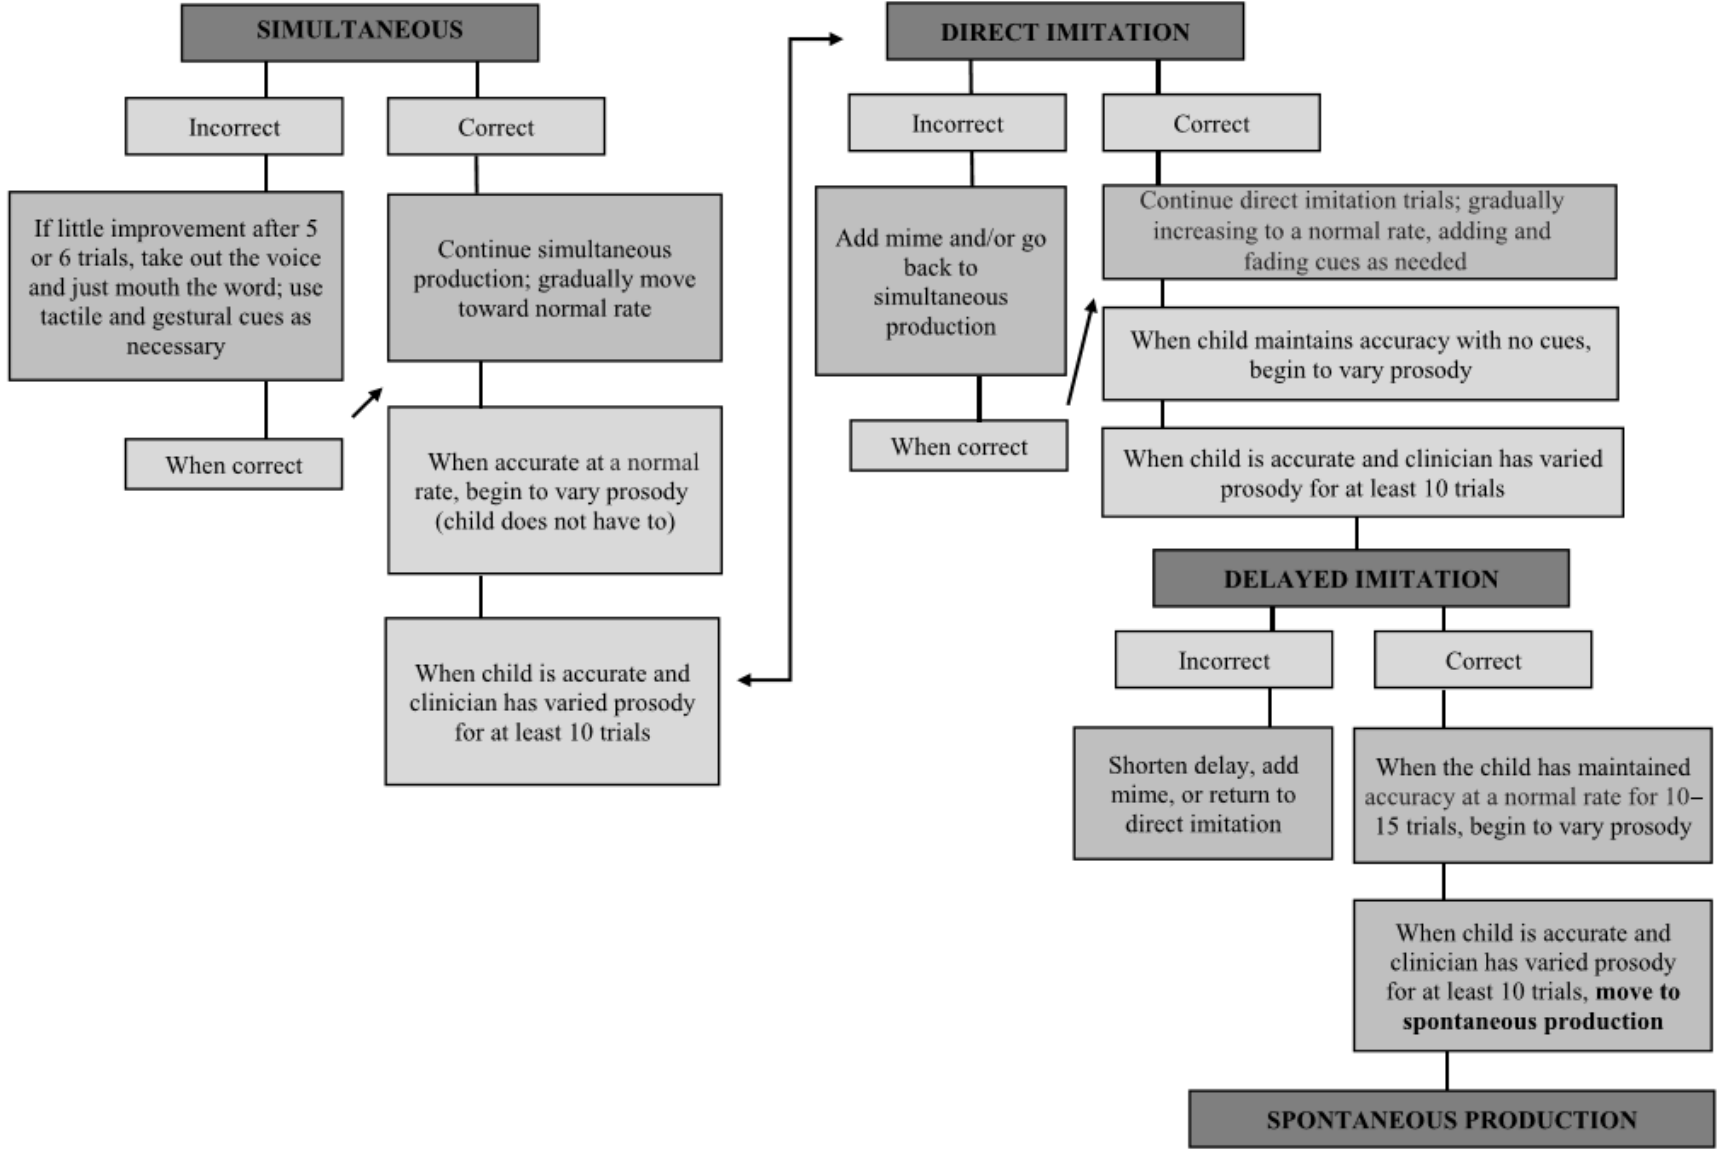 SIMULTANEOUS
Incorrect
Correct
If little improvement after 5
or 6 trials, take out the voice
and just mouth the word; use
tactile and gestural cues as
necessary
When correct
Continue simultaneous
production; gradually move
toward normal rate
When accurate at a normal
rate, begin to vary prosody
(child does not have to)
When child is accurate and
clinician has varied prosody
for at least 10 trials
DIRECT IMITATION
Incorrect
Correct
Add mime and/or go
back to
simultaneous
production
When correct
Continue direct imitation trials; gradually
increasing to a normal rate, adding and
fading cues as needed
When child maintains accuracy with no cues,
begin to vary prosody
When child is accurate and clinician has varied
prosody for at least 10 trials
DELAYED IMITATION
Incorrect
Correct
Shorten delay, add
mime, or return to
direct imitation
When the child has maintained
accuracy at a normal rate for 10–
15 trials, begin to vary prosody
When child is accurate and
clinician has varied prosody
for at least 10 trials, move to
spontaneous production
SPONTANEOUS PRODUCTION